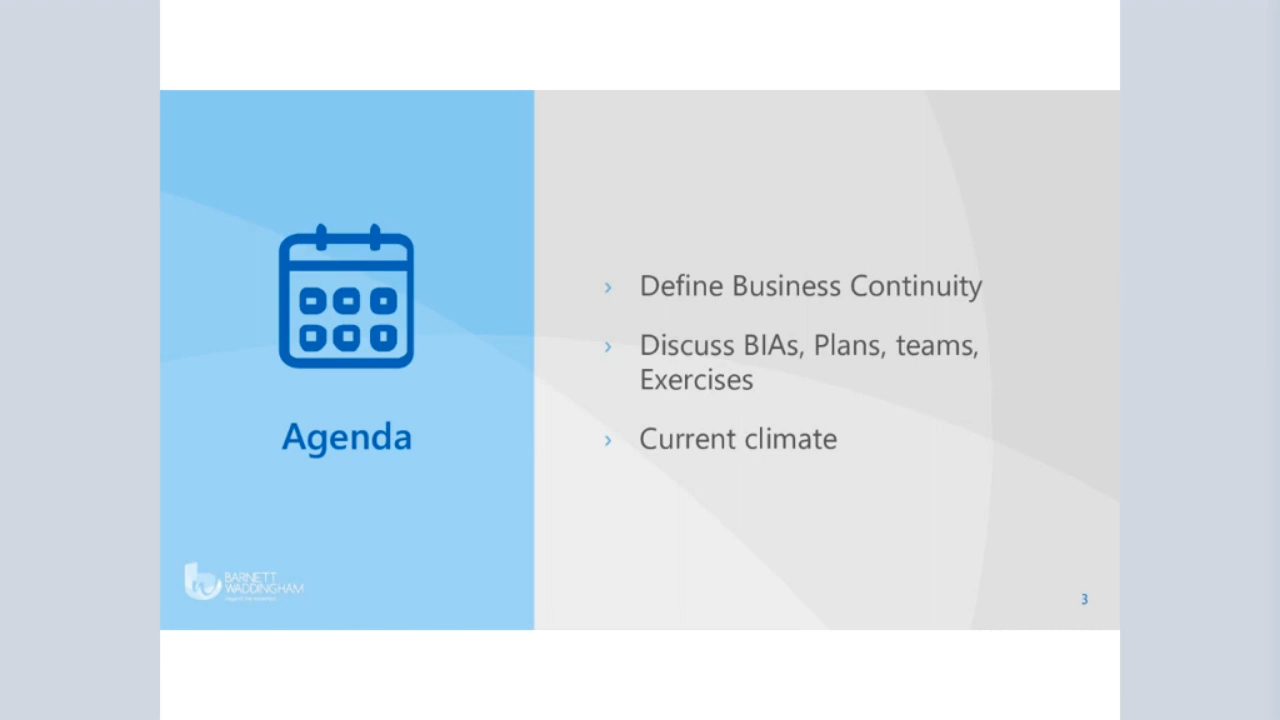 Agenda
› Define Business Continuity
› Discuss BIAs, Plans, teams,
Exercises
› Current climate
BARNETT
WADDINGHAM
3